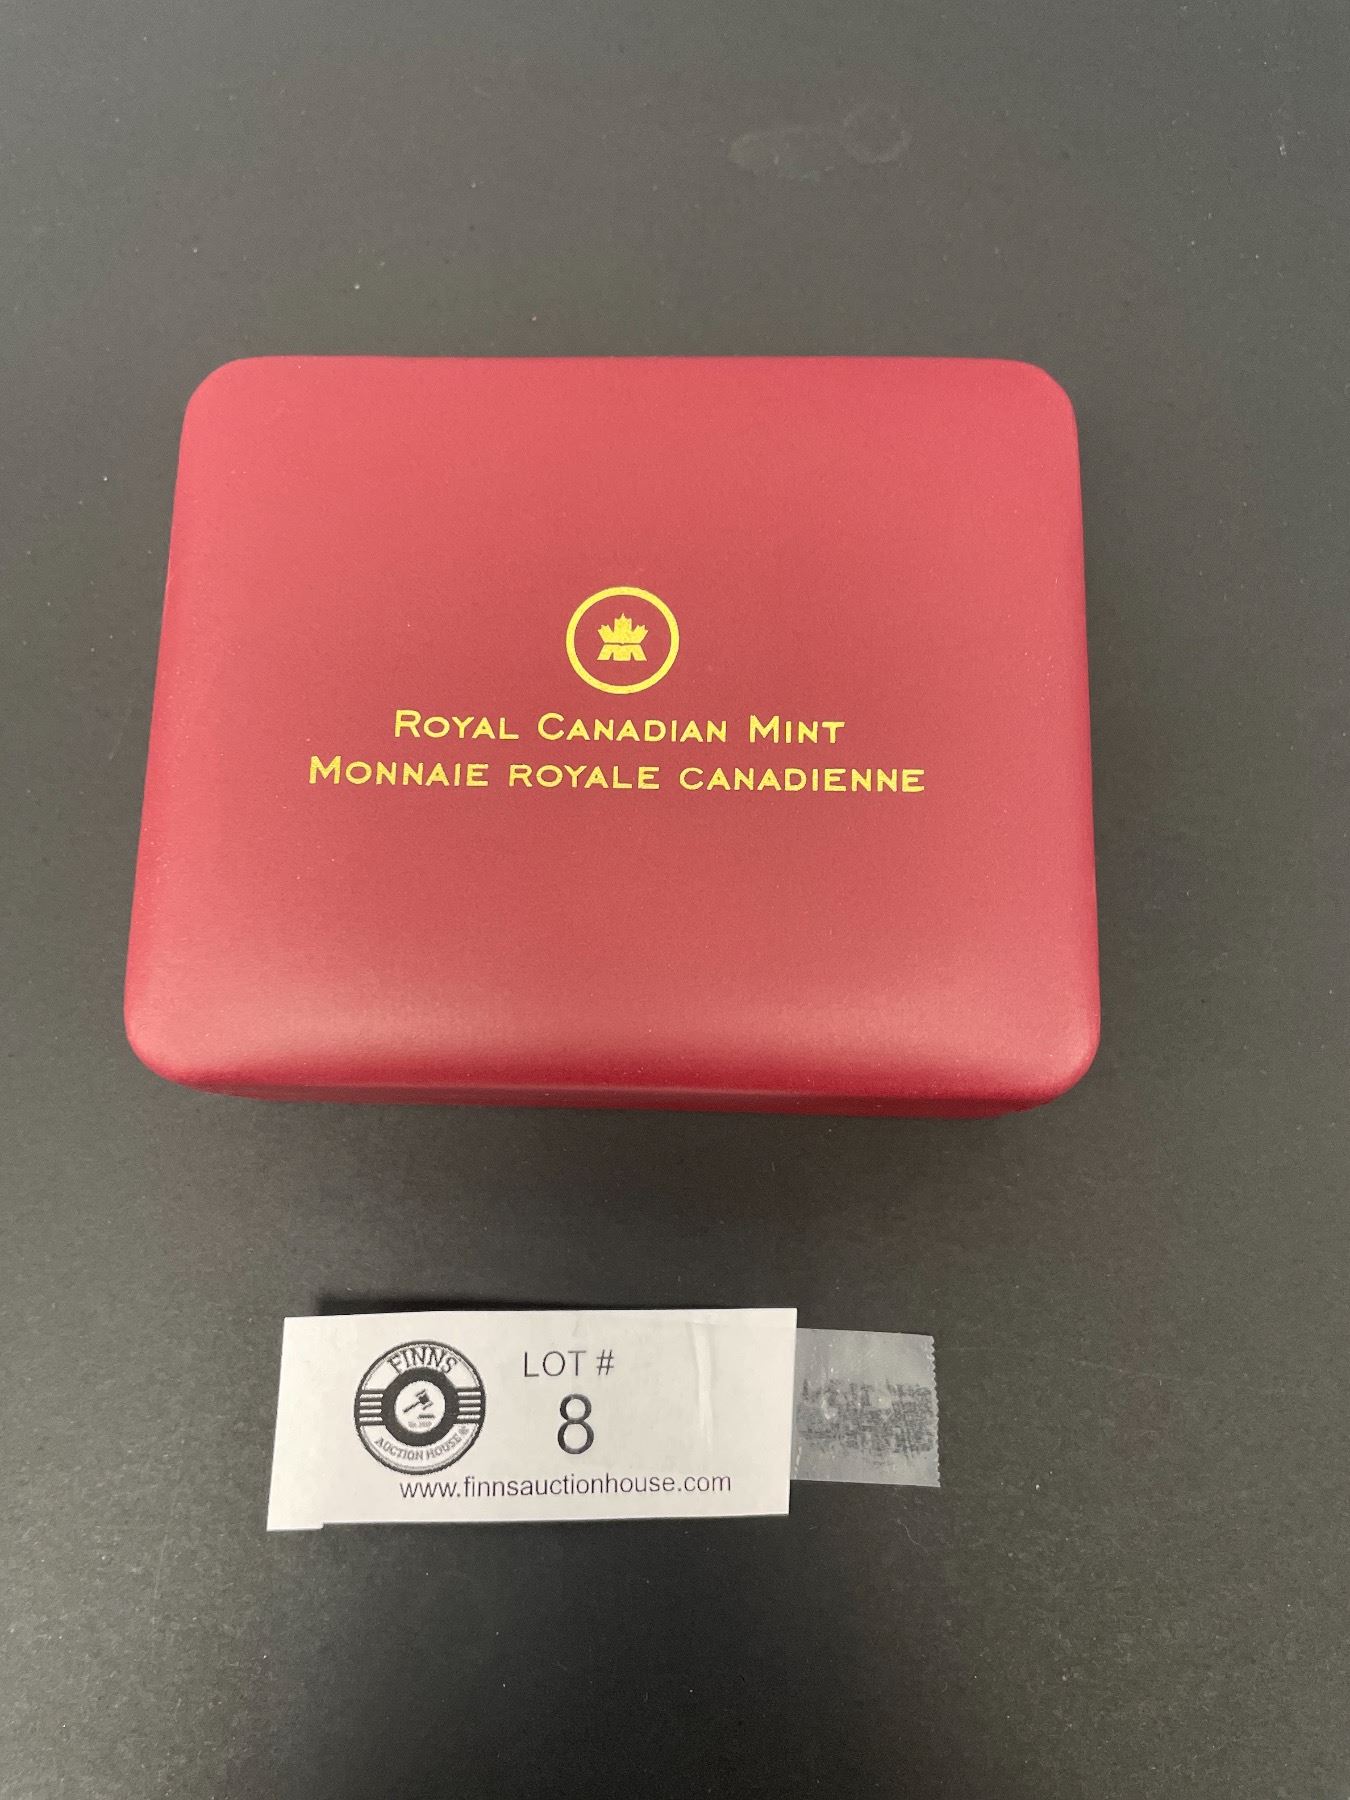 ROYAL CANADIAN MINT
MONNAIE ROYALE CANADIENNE
FINNS
AUCTION HOUSE
LOT #
8
www.finnsauctionhouse.com